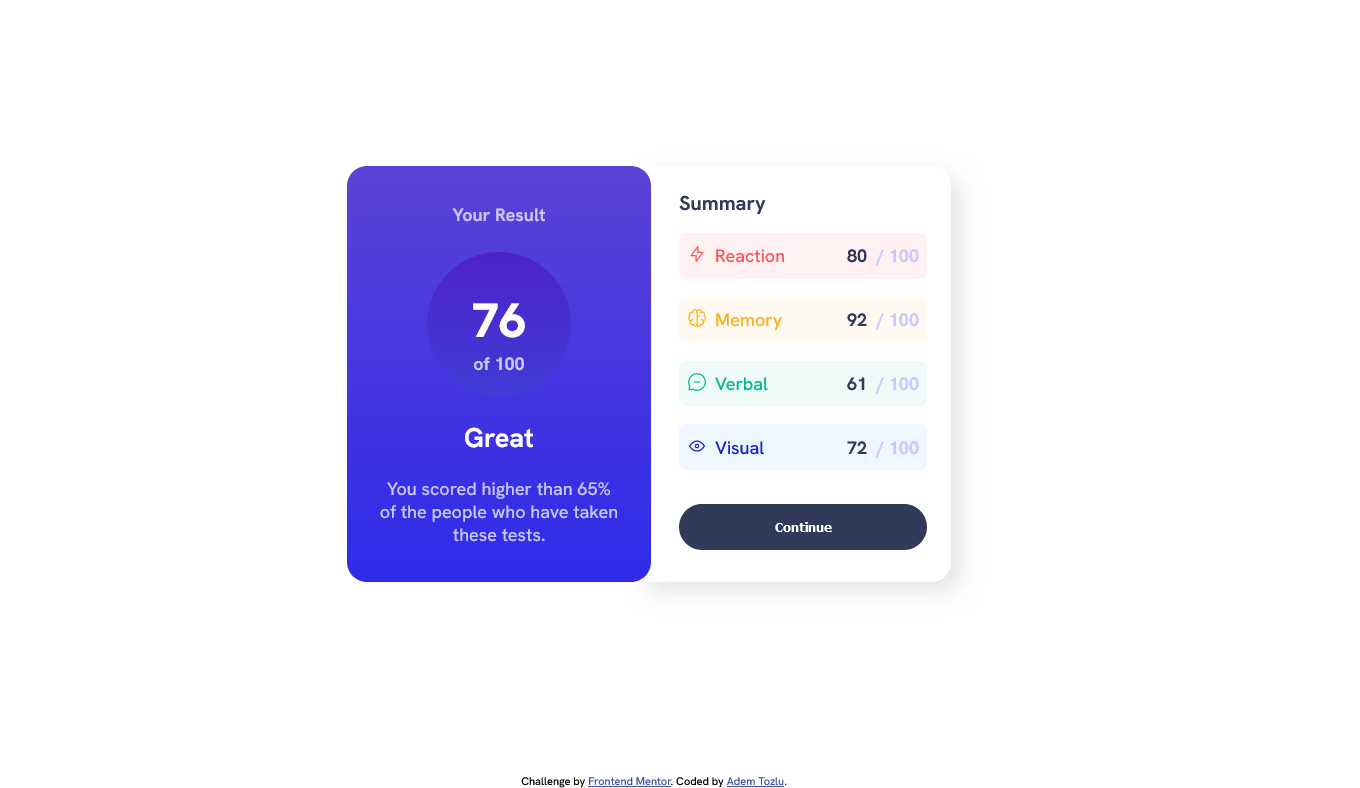 Your Result
76
of 100
Great
You scored higher than 65%
of the people who have taken
these tests.
Summary
Reaction 80 / 100
Memory 92 / 100
Verbal 61 / 100
Visual 72 / 100
Continue
Challenge by Frontend Mentor. Coded by Adem Tozlu.